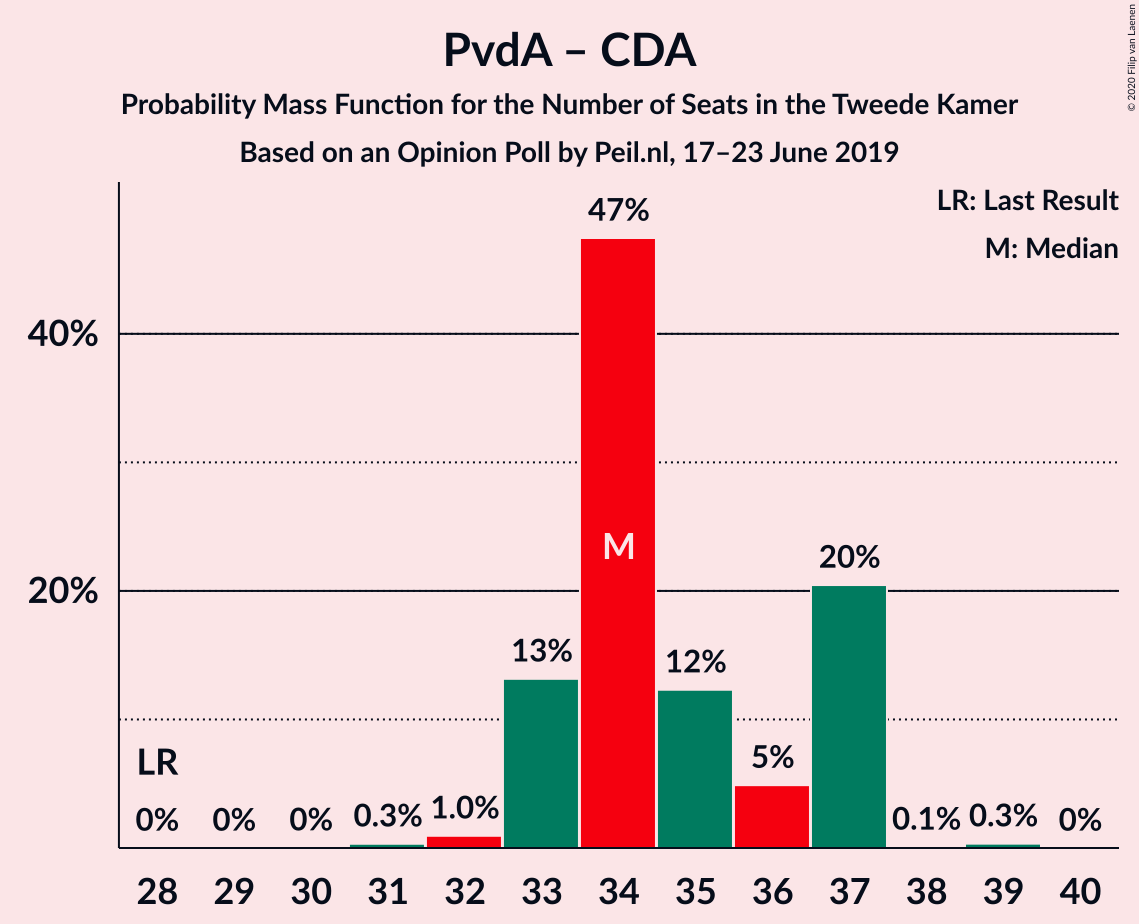 PvdA – CDA
Probability Mass Function for the Number of Seats in the Tweede Kamer
Based on an Opinion Poll by Peil.nl, 17–23 June 2019
© 2020 Filip van Laenen
LR: Last Result
M: Median
40%
20%
LR
0%
0%
0%
0.3%
1.0%
13%
47%
M
12%
5%
20%
0.1%
0.3%
0%
28 29 30 31 32 33 34 35 36 37 38 39 40